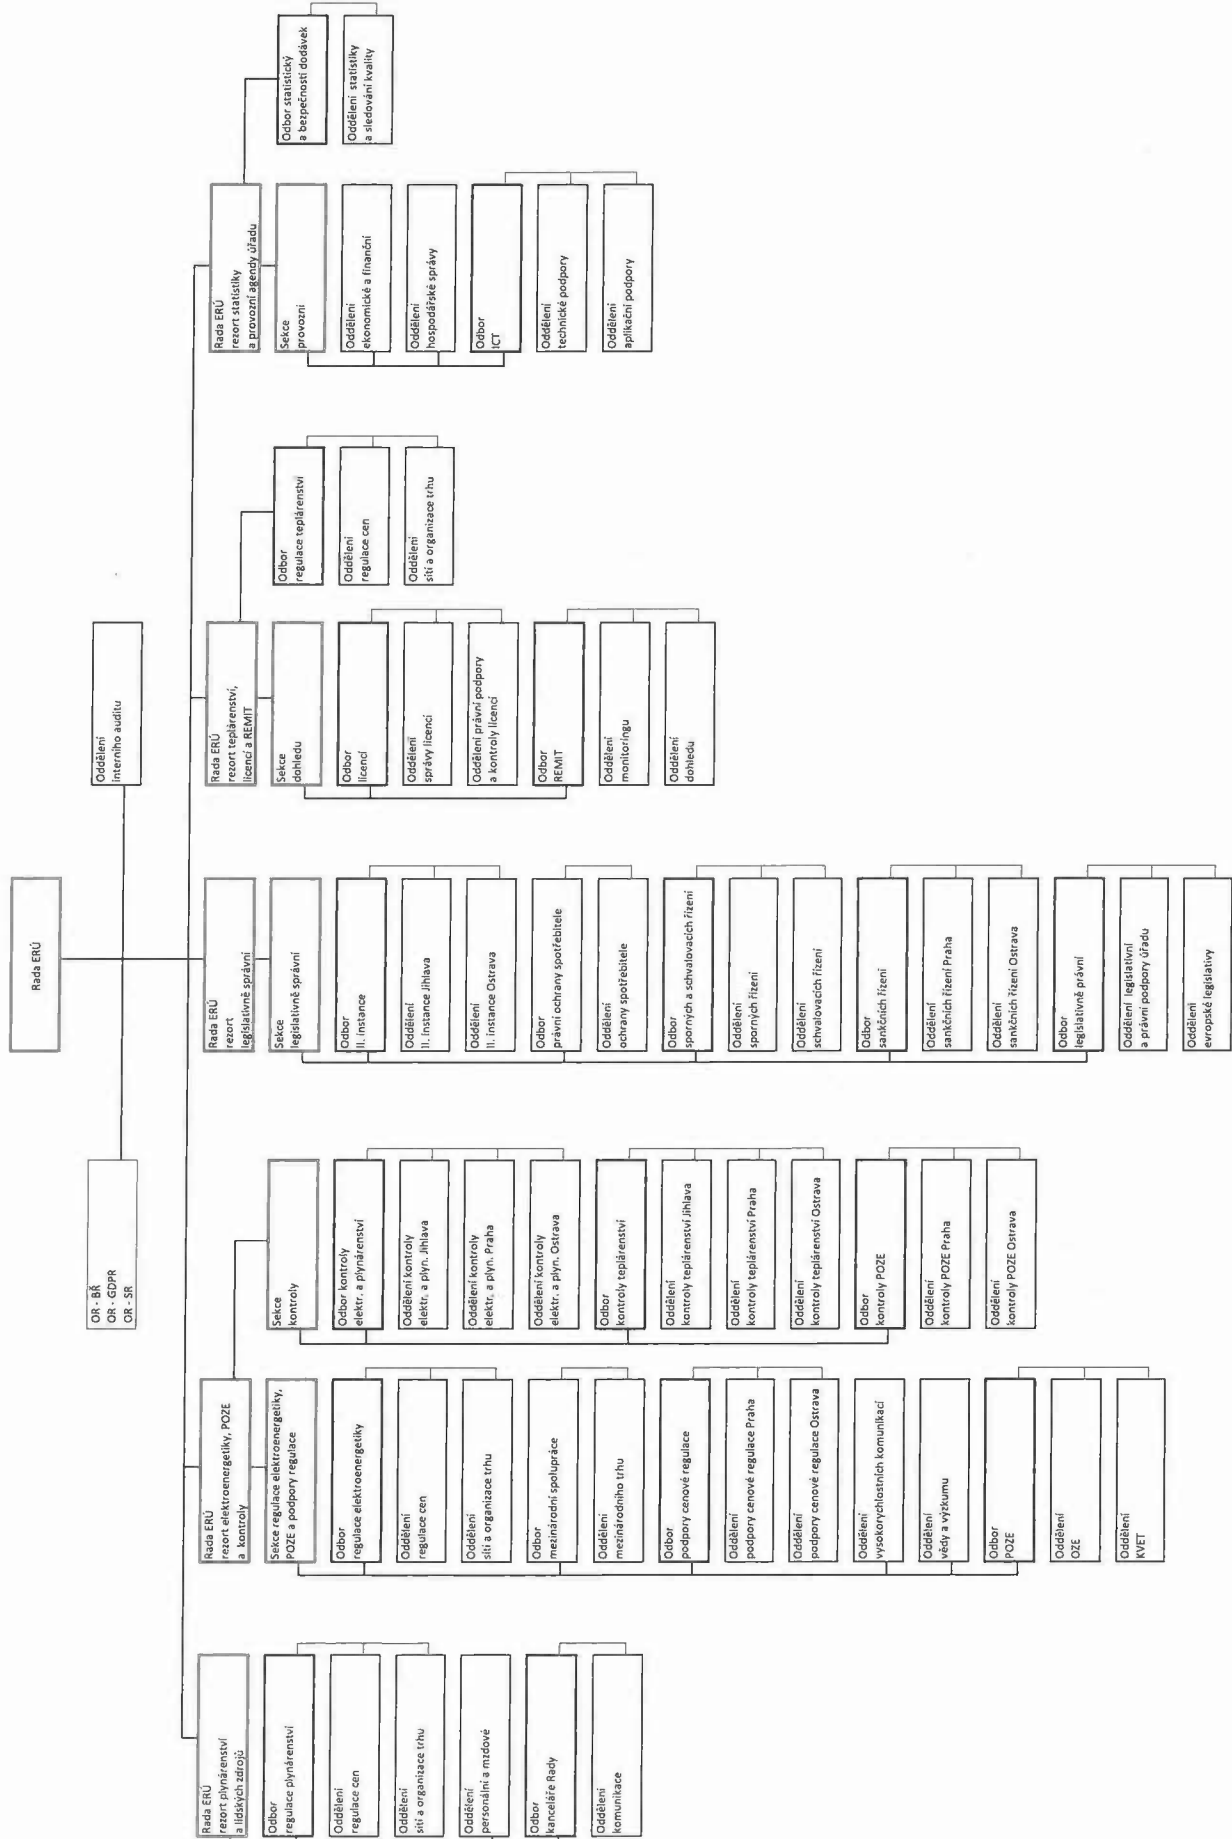 Rada ERÚ
OR - BŘ
OR - GDPR
OR - SŘ
Oddělení
interního auditu
Rada ERÚ
rezort plynárenství
a lidských zdrojů
Odbor
regulace plynárenství
Oddělení
regulace cen
Oddělení
sítí a organizace trhu
Oddělení
personální a mzdové
Odbor
kanceláře Rady
Oddělení
komunikace
Rada ERÚ
rezort elektroenergetiky, POZE
a kontroly
Sekce regulace elektroenergetiky,
POZE a podpory regulace
Odbor
regulace elektroenergetiky
Oddělení
regulace cen
Oddělení
sítí a organizace trhu
Odbor
mezinárodní spolupráce
Oddělení
mezinárodního trhu
Odbor
podpory cenové regulace
Oddělení
podpory cenové regulace Praha
Oddělení
podpory cenové regulace Ostrava
Oddělení
vysokorychlostních komunikací
Oddělení
vědy a výzkumu
Odbor
POZE
Oddělení
OZE
Oddělení
KVET
Sekce
kontroly
Odbor kontroly
elektr. a plynárenství
Oddělení kontroly
elektr. a plyn. Jihlava
Oddělení kontroly
elektr. a plyn. Praha
Oddělení kontroly
elektr. a plyn. Ostrava
Odbor
kontroly teplárenství
Oddělení
kontroly teplárenství Jihlava
Oddělení
kontroly teplárenství Praha
Oddělení
kontroly teplárenství Ostrava
Odbor
kontroly POZE
Oddělení
kontroly POZE Praha
Oddělení
kontroly POZE Ostrava
Rada ERÚ
rezort
legislativně správní
Sekce
legislativně správní
Odbor
II. instance
Oddělení
II. instance Jihlava
Oddělení
II. instance Ostrava
Odbor
právní ochrany spotřebitele
Oddělení
ochrany spotřebitele
Odbor
sporných a schvalovacích řízení
Oddělení
sporných řízení
Oddělení
schvalovacích řízení
Odbor
sankčních řízení
Oddělení
sankčních řízení Praha
Oddělení
sankčních řízení Ostrava
Odbor
legislativně právní
Oddělení legislativní
a právní podpory úřadu
Oddělení
evropské legislativy
Rada ERÚ
rezort teplárenství,
licencí a REMIT
Sekce
dohledu
Odbor
licencí
Oddělení
správy licencí
Oddělení právní podpory
a kontroly licencí
Odbor
REMIT
Oddělení
monitoringu
Oddělení
dohledu
Odbor
regulace teplárenství
Oddělení
regulace cen
Oddělení
sítí a organizace trhu
Rada ERÚ
rezort statistiky
a provozní agendy úřadu
Sekce
provozní
Oddělení
ekonomické a finanční
Oddělení
hospodářské správy
Odbor
ICT
Oddělení
technické podpory
Oddělení
aplikační podpory
Odbor statistický
a bezpečnosti dodávek
Oddělení statistiky
a sledování kvality